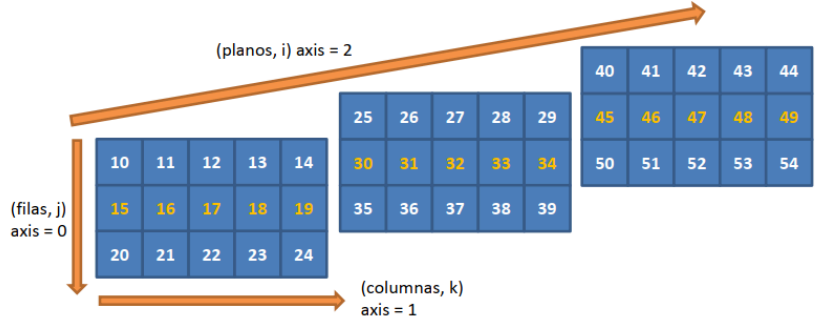 (planos, i) axis = 2
40 41 42 43 44
45 46 47 48 49
50 51 52 53 54
25 26 27 28 29
30 31 32 33 34
35 36 37 38 39
10 11 12 13 14
15 16 17 18 19
20 21 22 23 24
(filas, j)
axis = 0
(columnas, k)
axis = 1